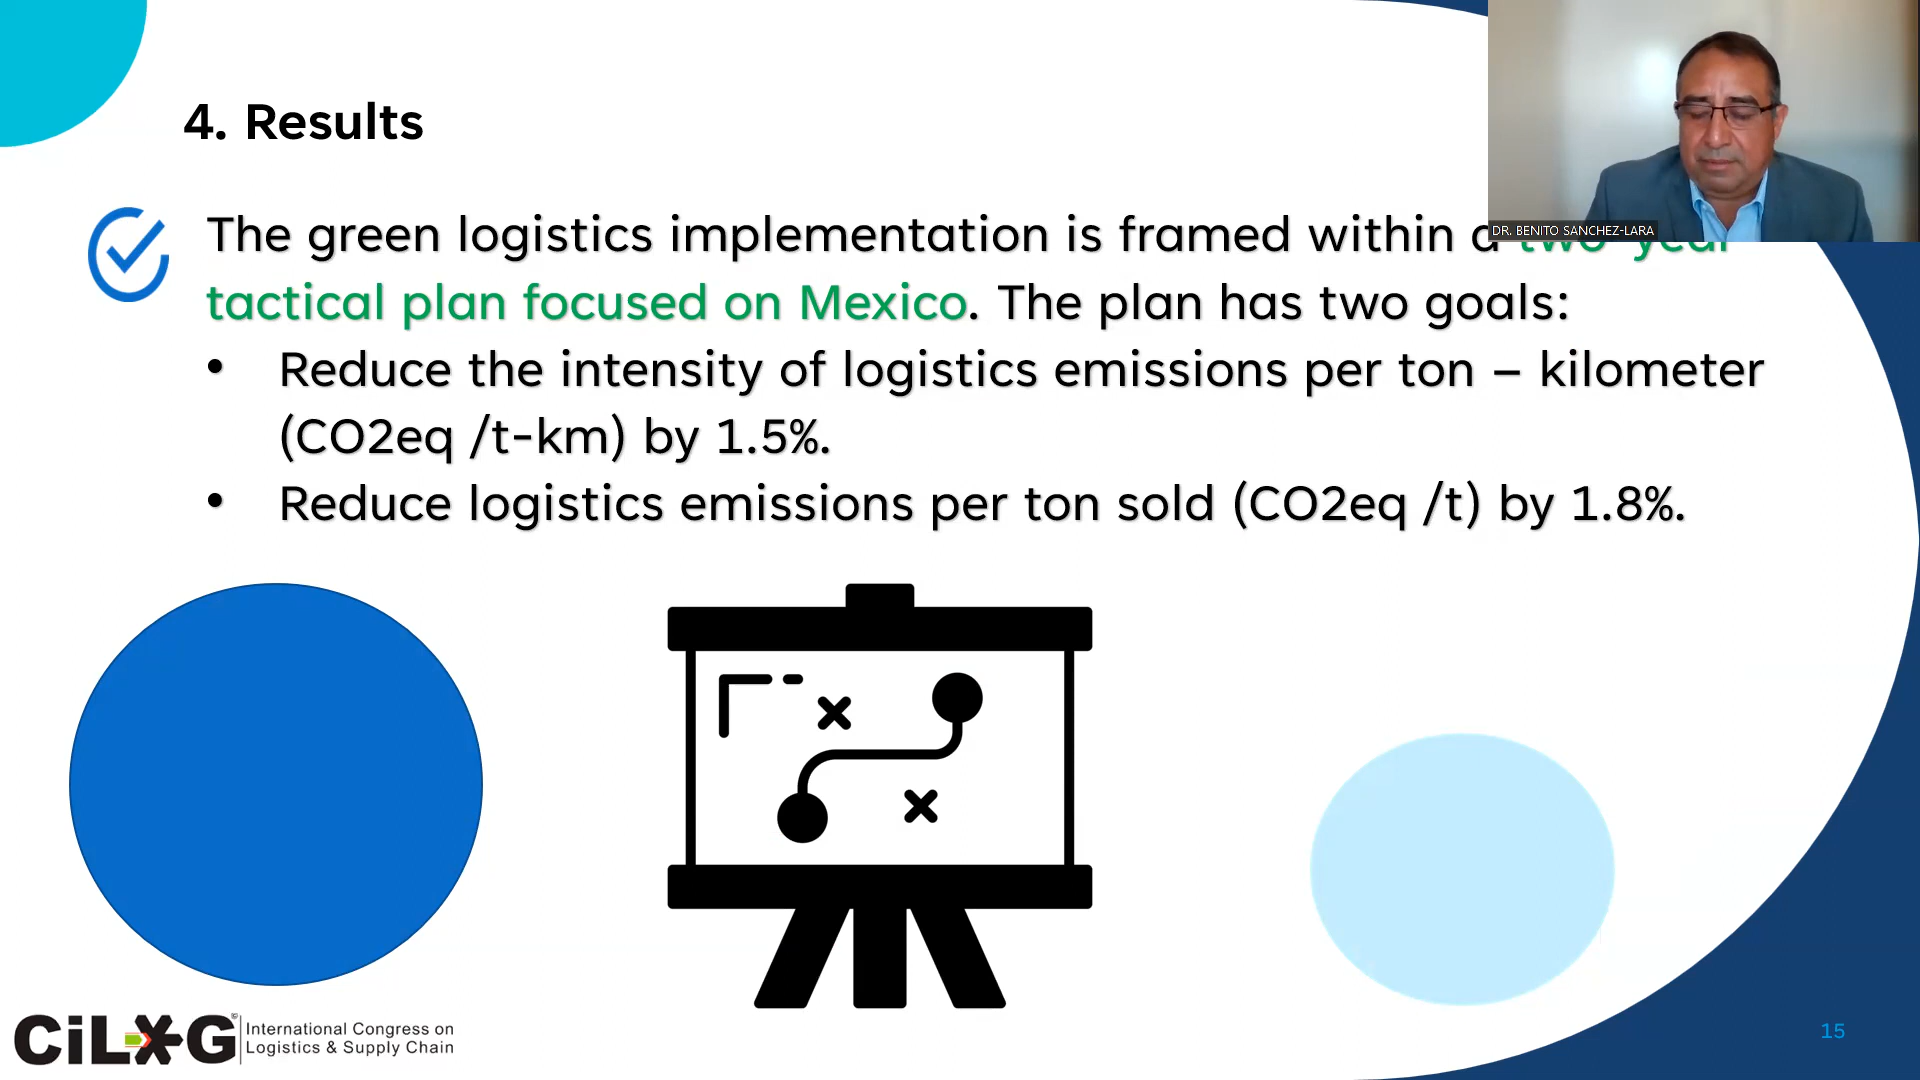 4. Results
DR. BENITO SANCHEZ-LARA
The green logistics implementation is framed within a two-year
tactical plan focused on Mexico. The plan has two goals:
• Reduce the intensity of logistics emissions per ton – kilometer
(CO2eq /t-km) by 1.5%.
• Reduce logistics emissions per ton sold (CO2eq /t) by 1.8%.
CiLOG
International Congress on
Logistics & Supply Chain
15